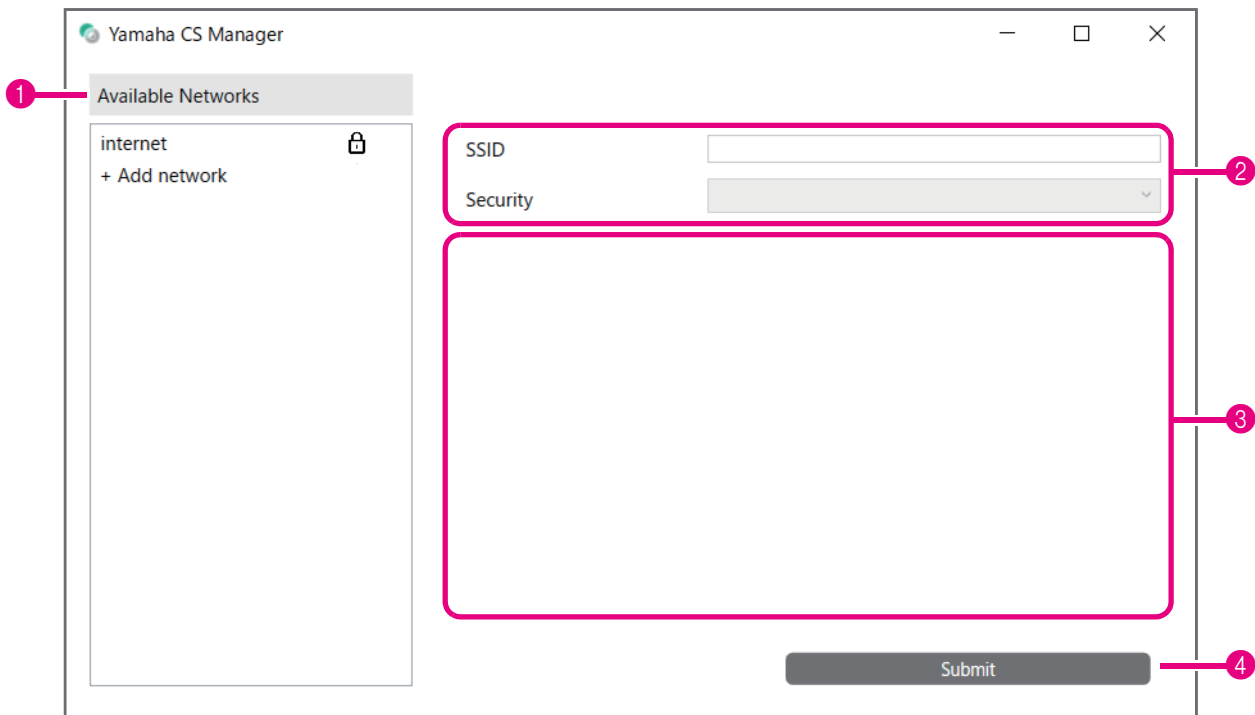 Yamaha CS Manager
1
Available Networks
internet
+ Add network
SSID
Security
2
3
Submit
4